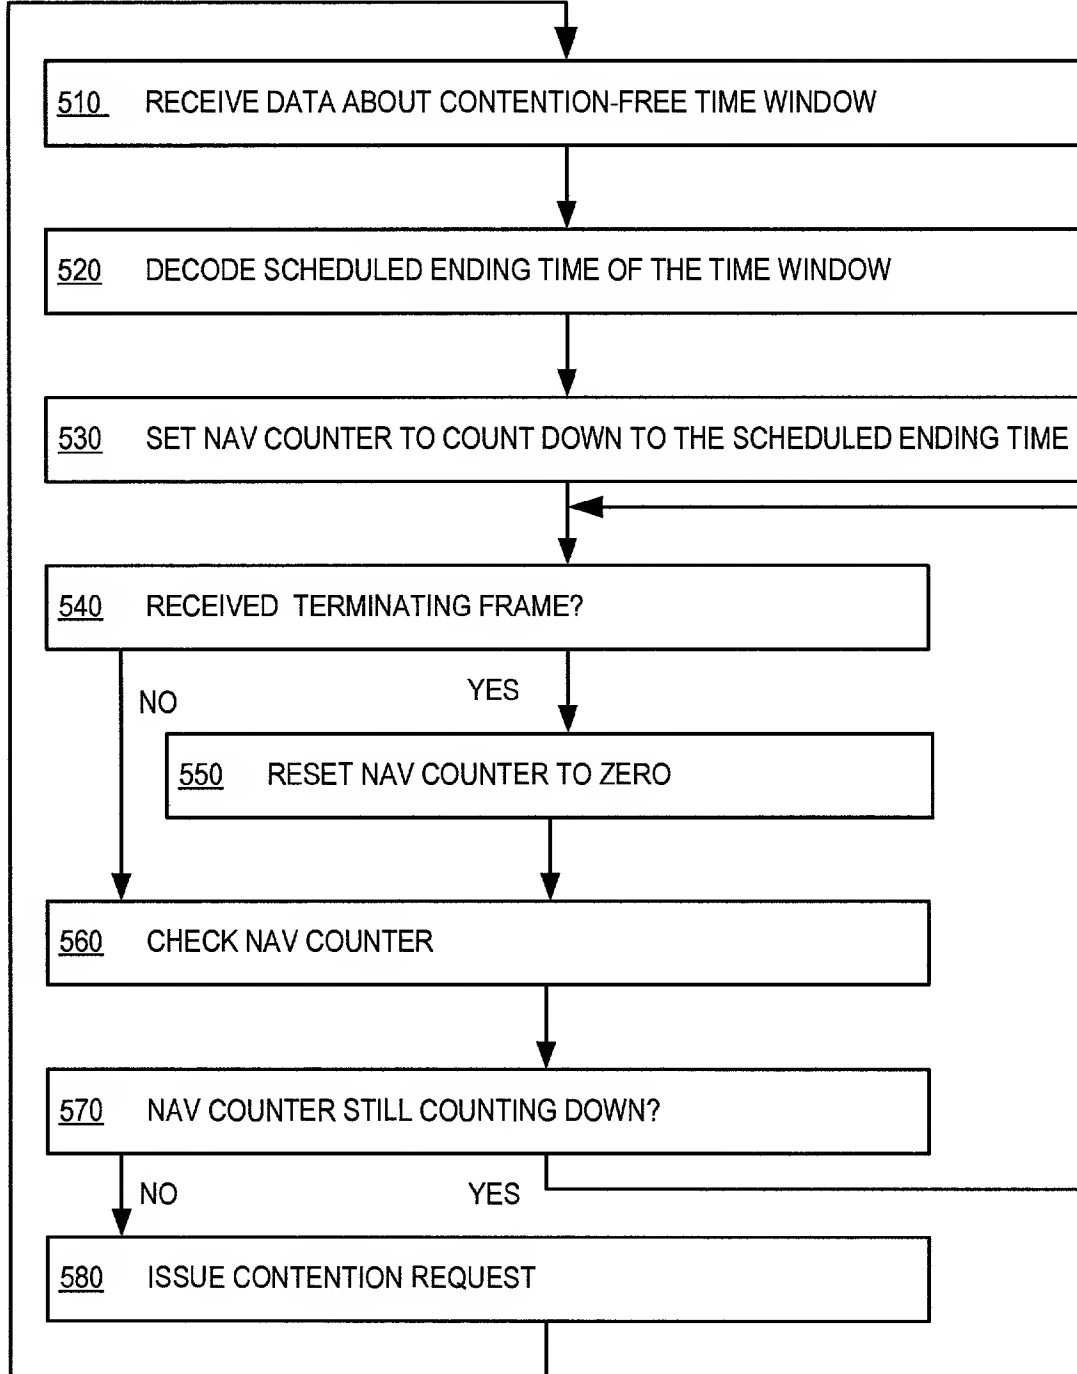 510 RECEIVE DATA ABOUT CONTENTION-FREE TIME WINDOW
520 DECODE SCHEDULED ENDING TIME OF THE TIME WINDOW
530 SET NAV COUNTER TO COUNT DOWN TO THE SCHEDULED ENDING TIME
540 RECEIVED TERMINATING FRAME?
NO YES
550 RESET NAV COUNTER TO ZERO
560 CHECK NAV COUNTER
570 NAV COUNTER STILL COUNTING DOWN?
NO YES
580 ISSUE CONTENTION REQUEST